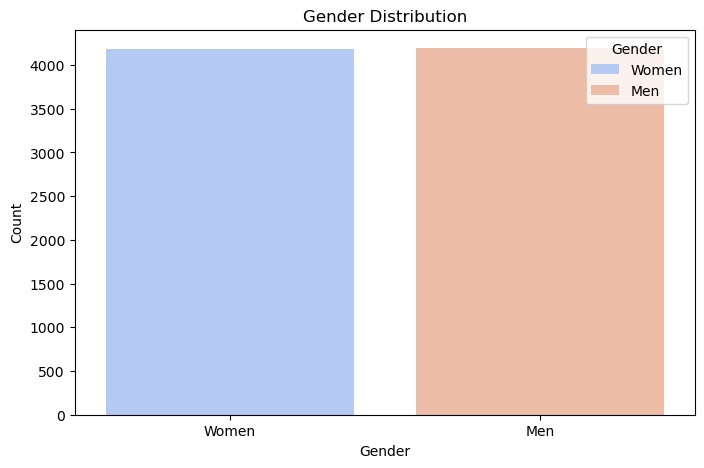 Gender Distribution
Gender
Women
Men
4000
3500
3000
2500
2000
1500
1000
500
0
Count
Women Men
Gender